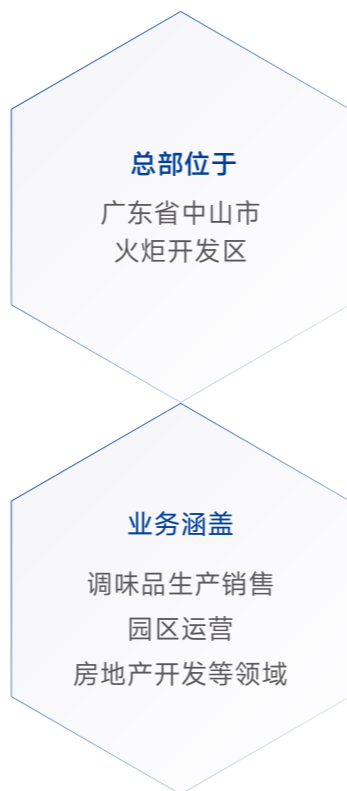 总部位于
广东省中山市
火炬开发区
业务涵盖
调味品生产销售
园区运营
房地产开发等领域